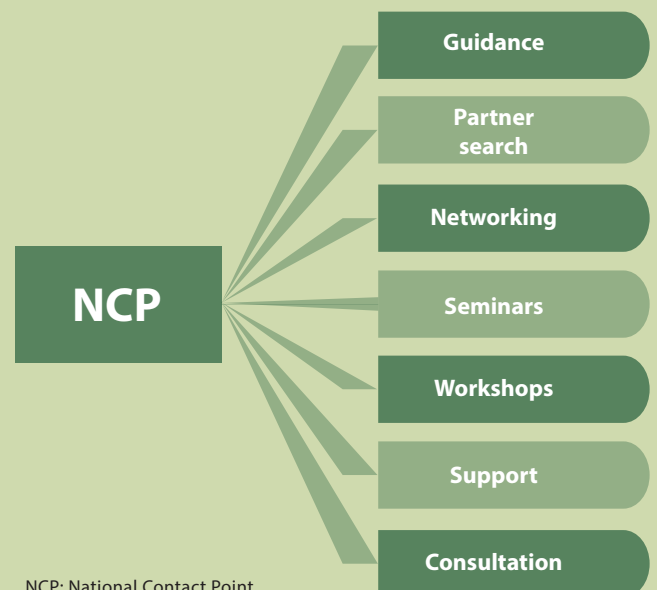 Guidance
Partner
search
Networking
NCP
Seminars
Workshops
Support
Consultation
NCP: National Contact Point